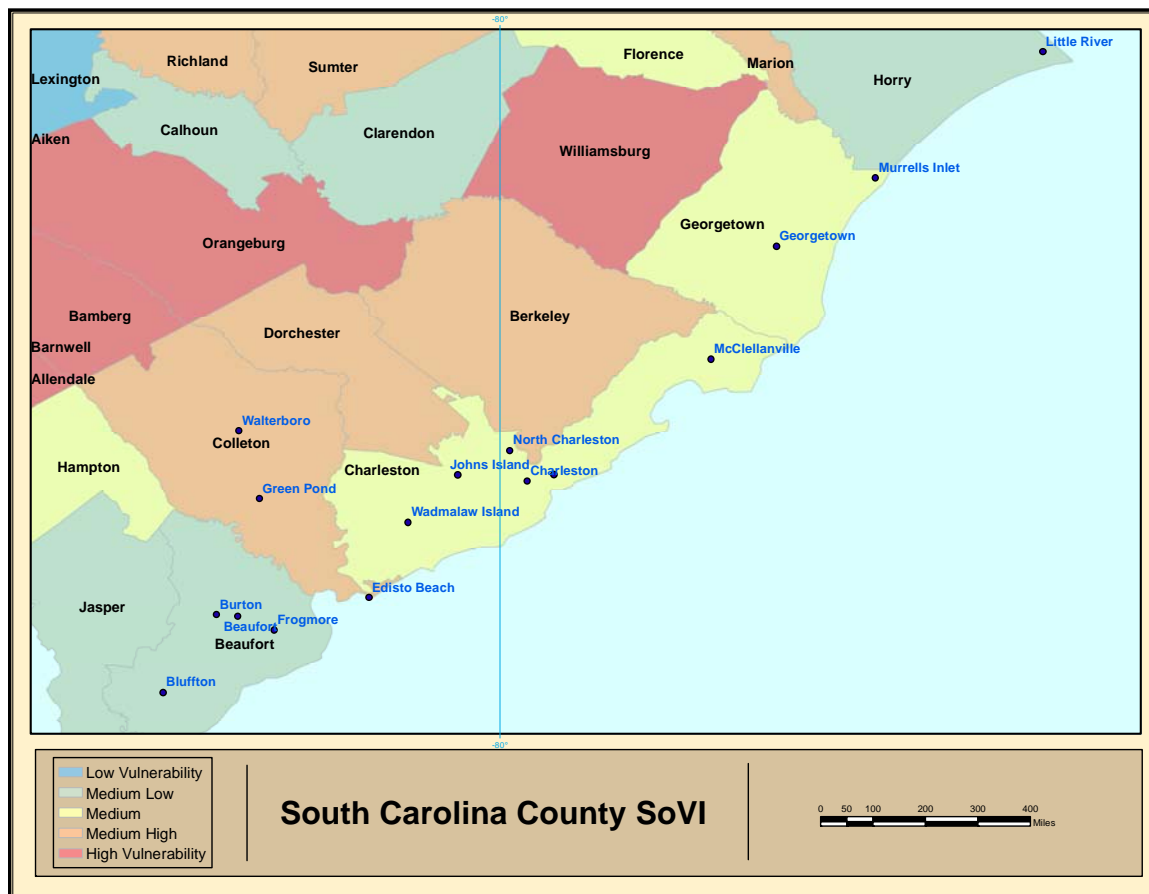 -80°
Little River
Richland
Florence
Sumter
Marion
Lexington
Horry
Calhoun
Clarendon
Aiken
Williamsburg
Murrells Inlet
Georgetown
Georgetown
Orangeburg
Bamberg
Berkeley
Dorchester
Barnwell
McClellanville
Allendale
Walterboro
Colleton
North Charleston
Hampton
Charleston
Johns Island
Charleston
Green Pond
Wadmalaw Island
Edisto Beach
Jasper
Burton
Beaufort
Frogmore
Beaufort
Bluffton
-80°
Low Vulnerability
Medium Low
Medium
Medium High
High Vulnerability
South Carolina County SoVI
0 50 100 200 300 400
Miles